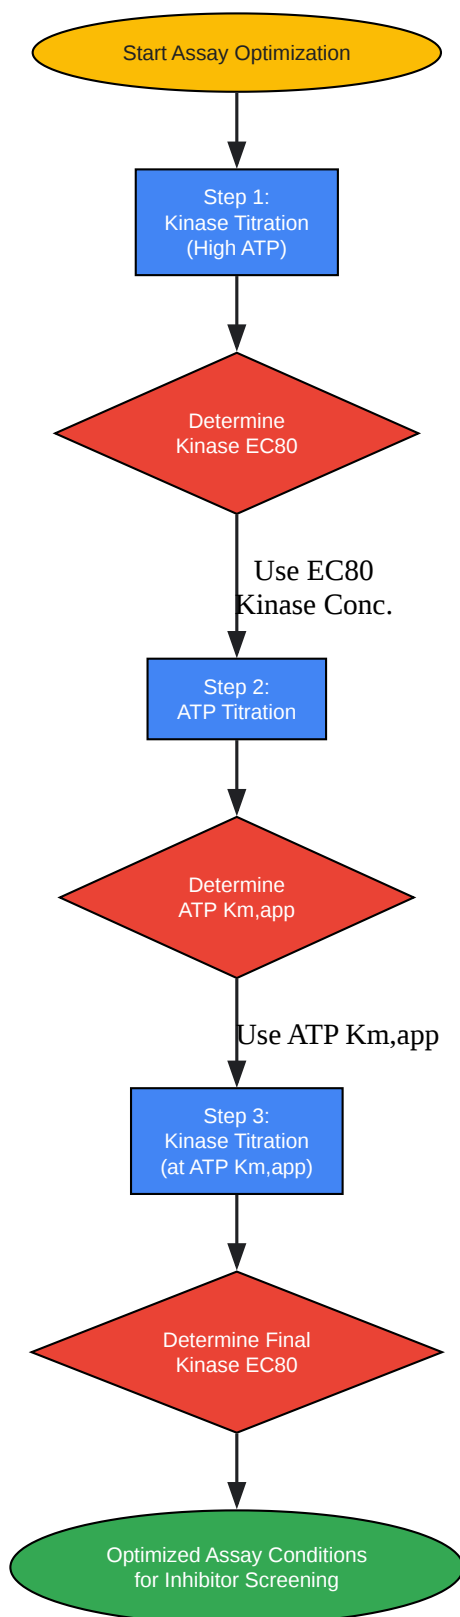 Start Assay Optimization
Step 1:
Kinase Titration
(High ATP)
Determine
Kinase EC80
Use EC80
Kinase Conc.
Step 2:
ATP Titration
Determine
ATP Km,app
Use ATP Km,app
Step 3:
Kinase Titration
(at ATP Km,app)
Determine Final
Kinase EC80
Optimized Assay Conditions
for Inhibitor Screening